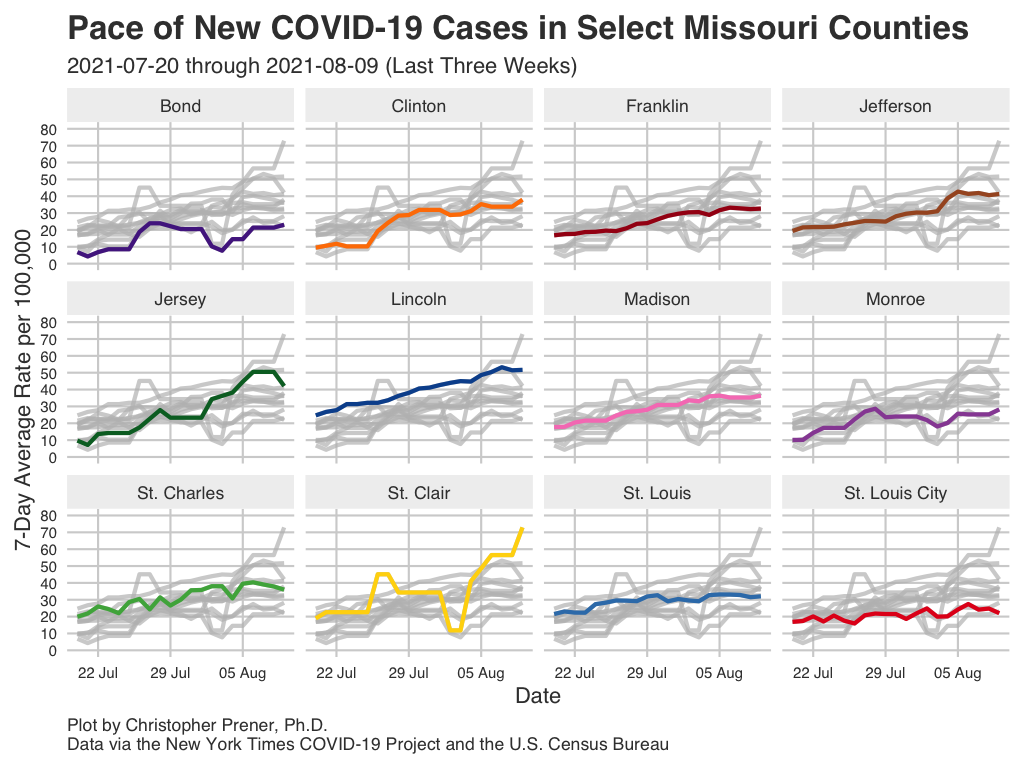 Pace of New COVID-19 Cases in Select Missouri Counties
2021-07-20 through 2021-08-09 (Last Three Weeks)
Bond Clinton Franklin Jefferson
80
70
60
50
40
30
20
10
0
Jersey Lincoln Madison Monroe
80
70
60
50
40
30
20
10
0
St. Charles St. Clair St. Louis St. Louis City
80
70
60
50
40
30
20
10
0
7-Day Average Rate per 100,000
22 Jul 29 Jul 05 Aug 22 Jul 29 Jul 05 Aug 22 Jul 29 Jul 05 Aug 22 Jul 29 Jul 05 Aug
Date
Plot by Christopher Prener, Ph.D.
Data via the New York Times COVID-19 Project and the U.S. Census Bureau